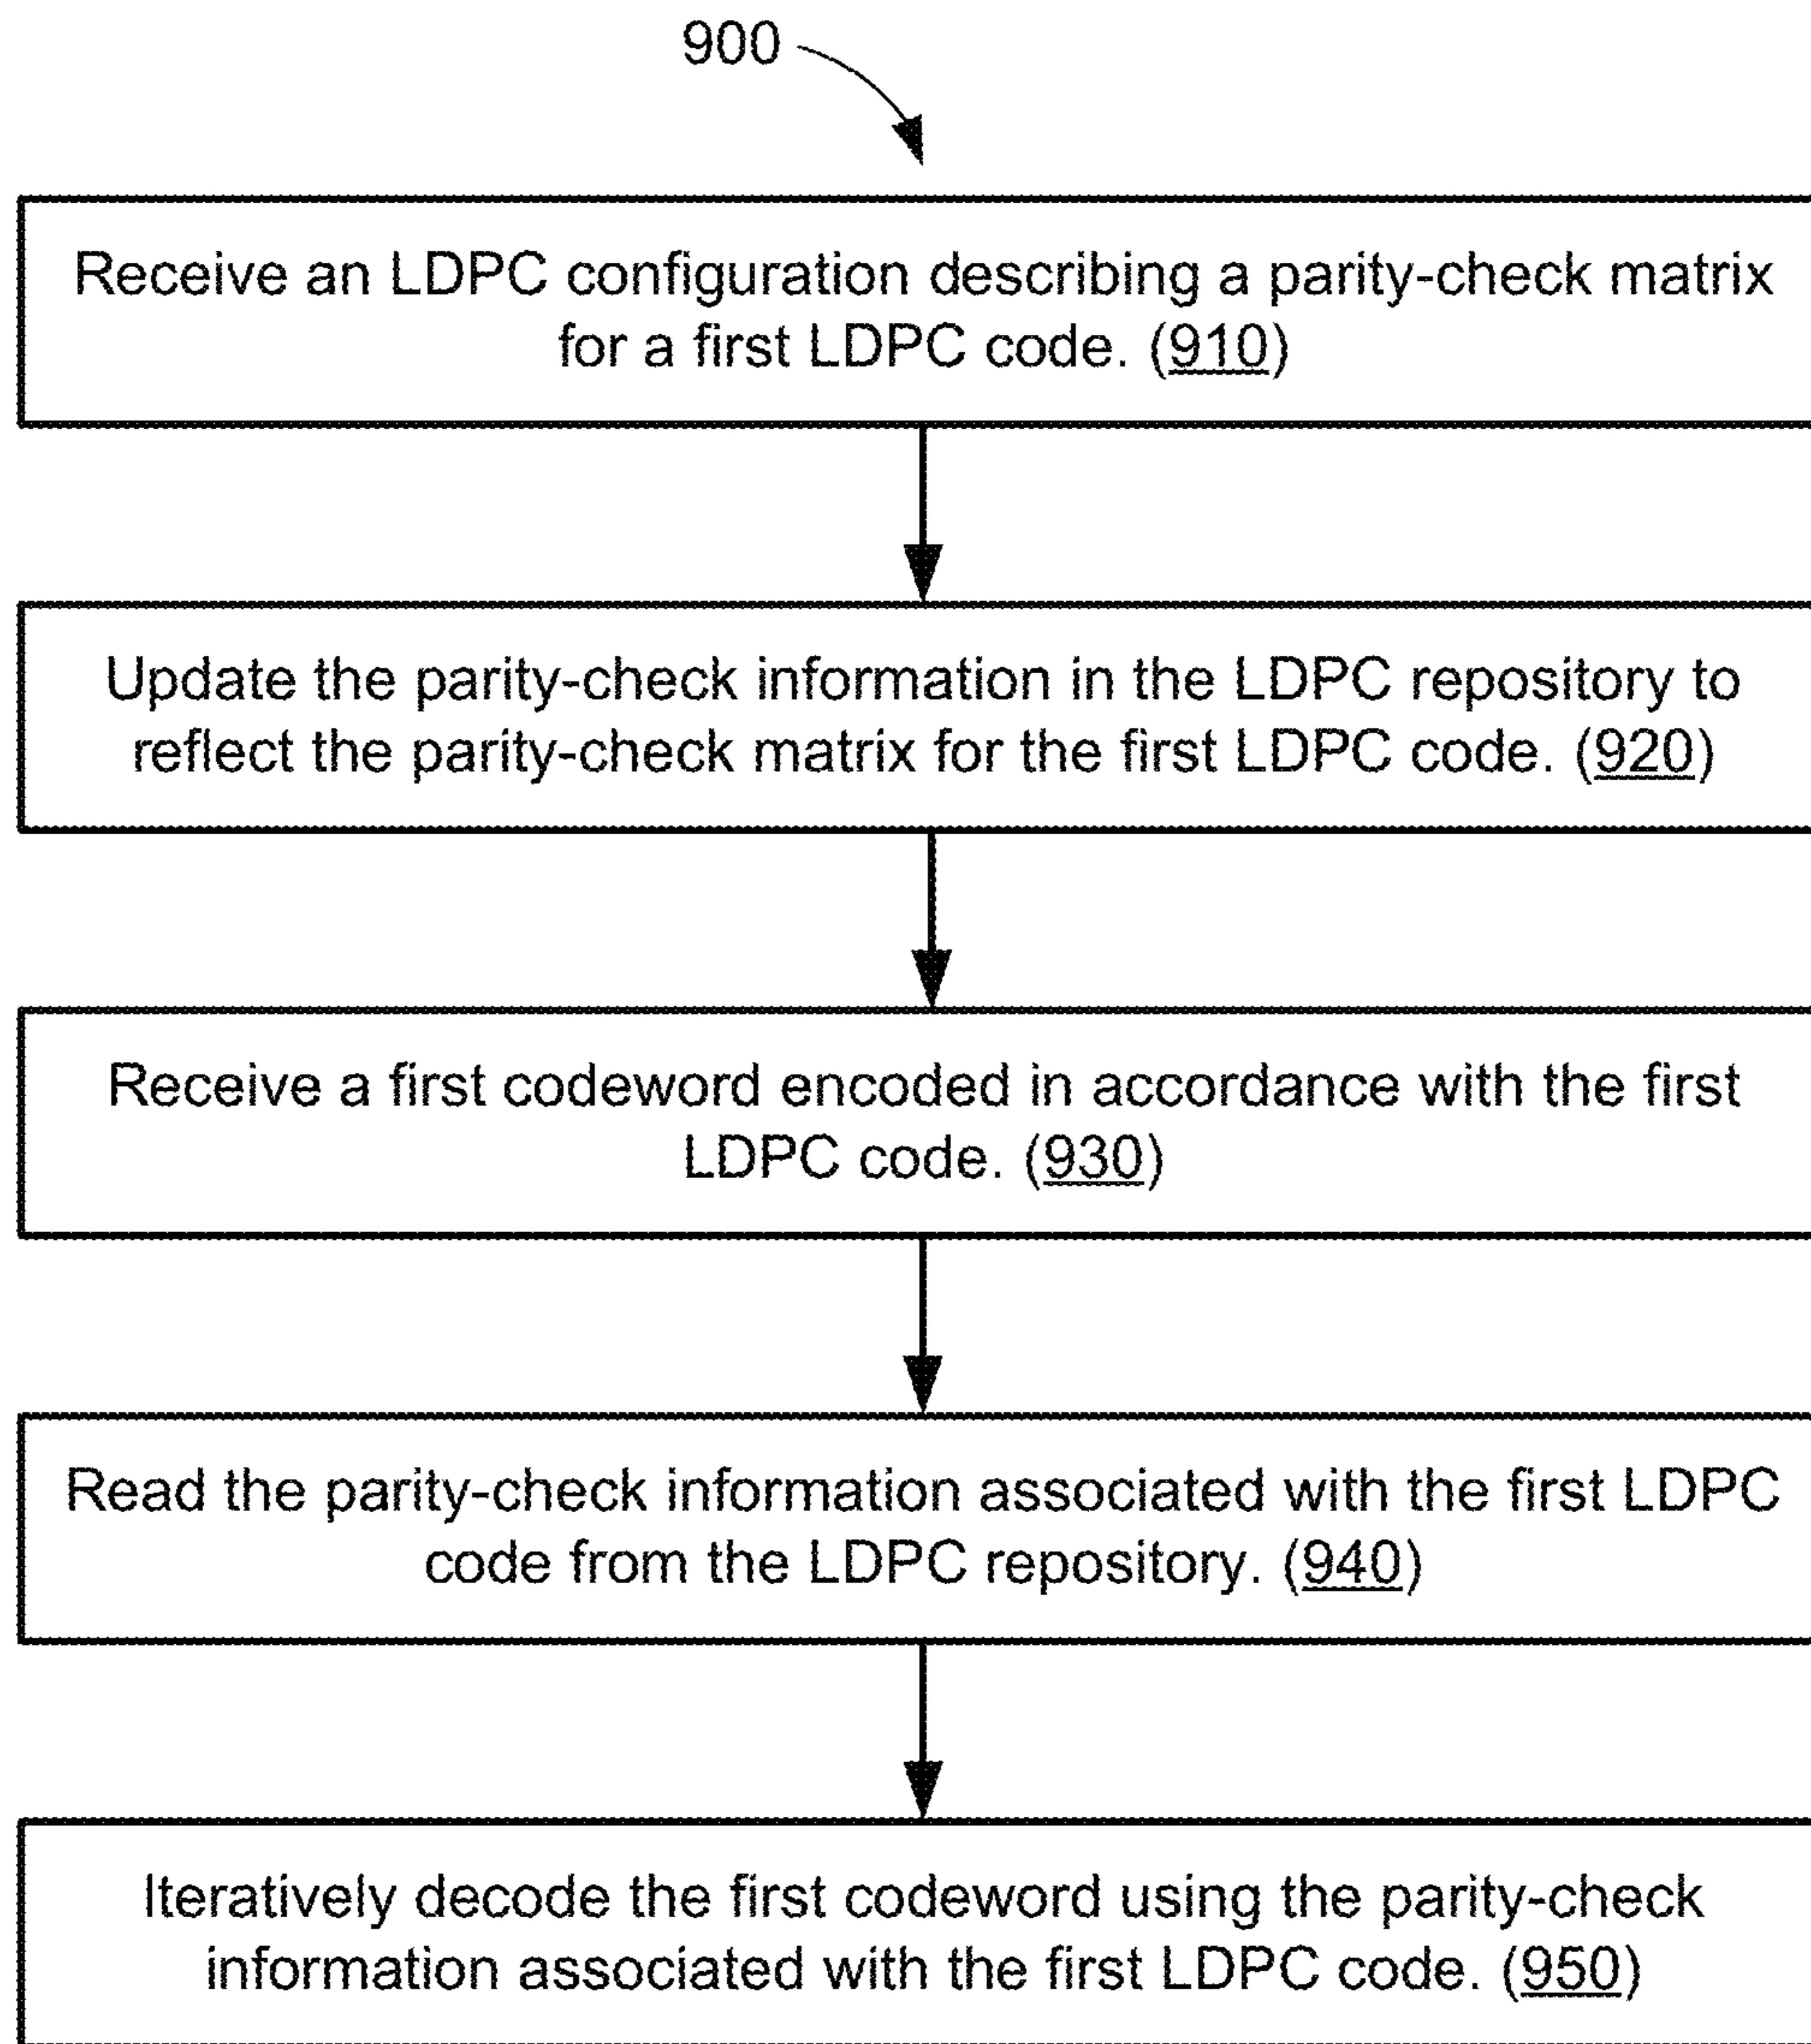 900
Receive an LDPC configuration describing a parity-check matrix
for a first LDPC code. (910)
Update the parity-check information in the LDPC repository to
reflect the parity-check matrix for the first LDPC code. (920)
Receive a first codeword encoded in accordance with the first
LDPC code. (930)
Read the parity-check information associated with the first LDPC
code from the LDPC repository. (940)
Iteratively decode the first codeword using the parity-check
information associated with the first LDPC code. (950)